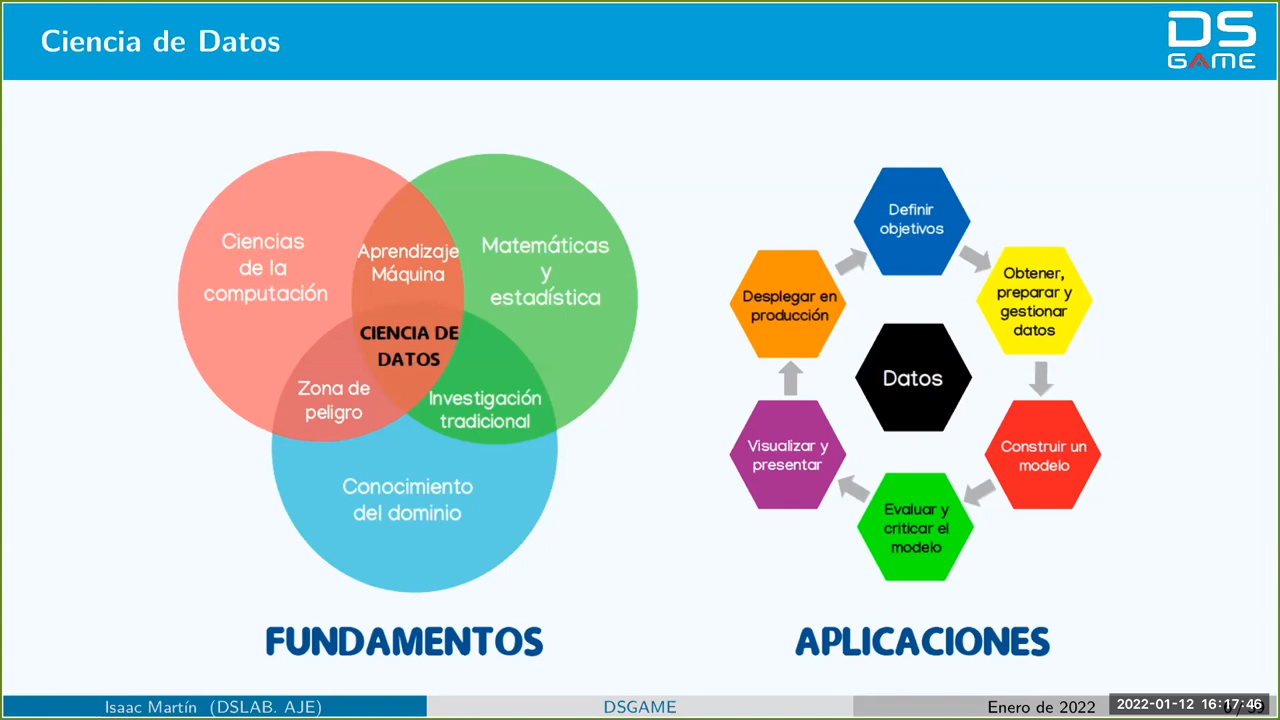 Ciencia de Datos
DS
GAME
Ciencias
de la
computación
Aprendizaje
Máquina
Matemáticas
y
estadística
CIENCIA DE
DATOS
Zona de
peligro
Investigación
tradicional
Conocimiento
del dominio
FUNDAMENTOS
Definir
objetivos
Obtener,
preparar y
gestionar
datos
Construir un
modelo
Evaluar y
criticar el
modelo
Visualizar y
presentar
Desplegar en
producción
Datos
APLICACIONES
Isaac Martín (DSLAB. AJE)
DSGAME
Enero de 2022
2022-01-12 16:17:46